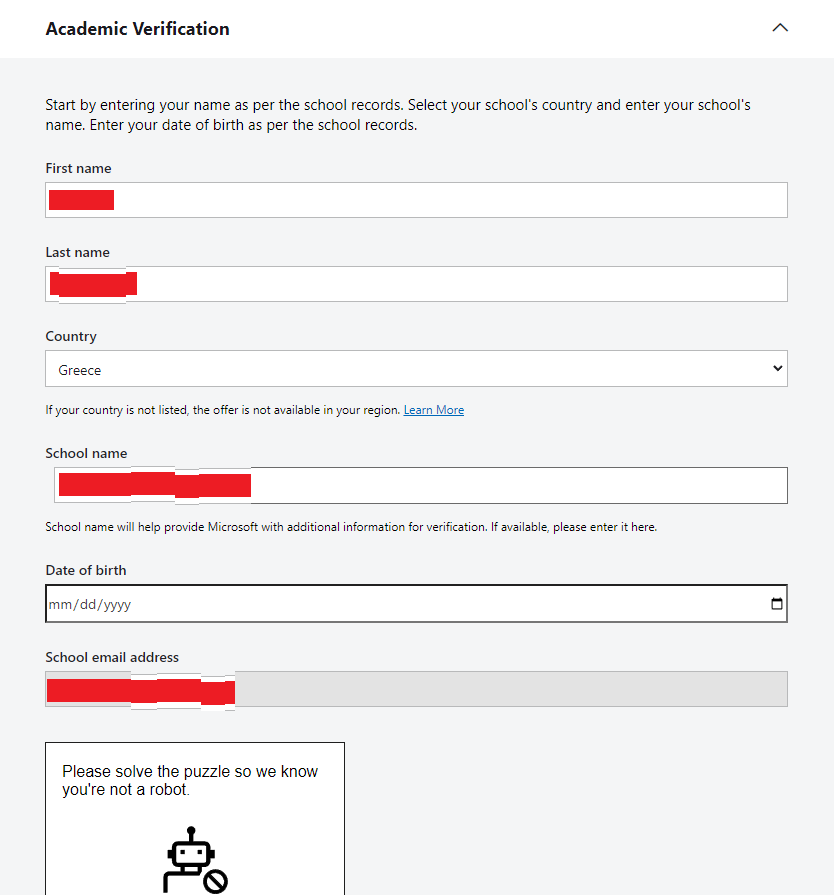 Academic Verification
Start by entering your name as per the school records. Select your school's country and enter your school's
name. Enter your date of birth as per the school records.
First name
Last name
Country
Greece
If your country is not listed, the offer is not available in your region. Learn More
School name
School name will help provide Microsoft with additional information for verification. If available, please enter it here.
Date of birth
mm/dd/yyyy
School email address
Please solve the puzzle so we know
you're not a robot.